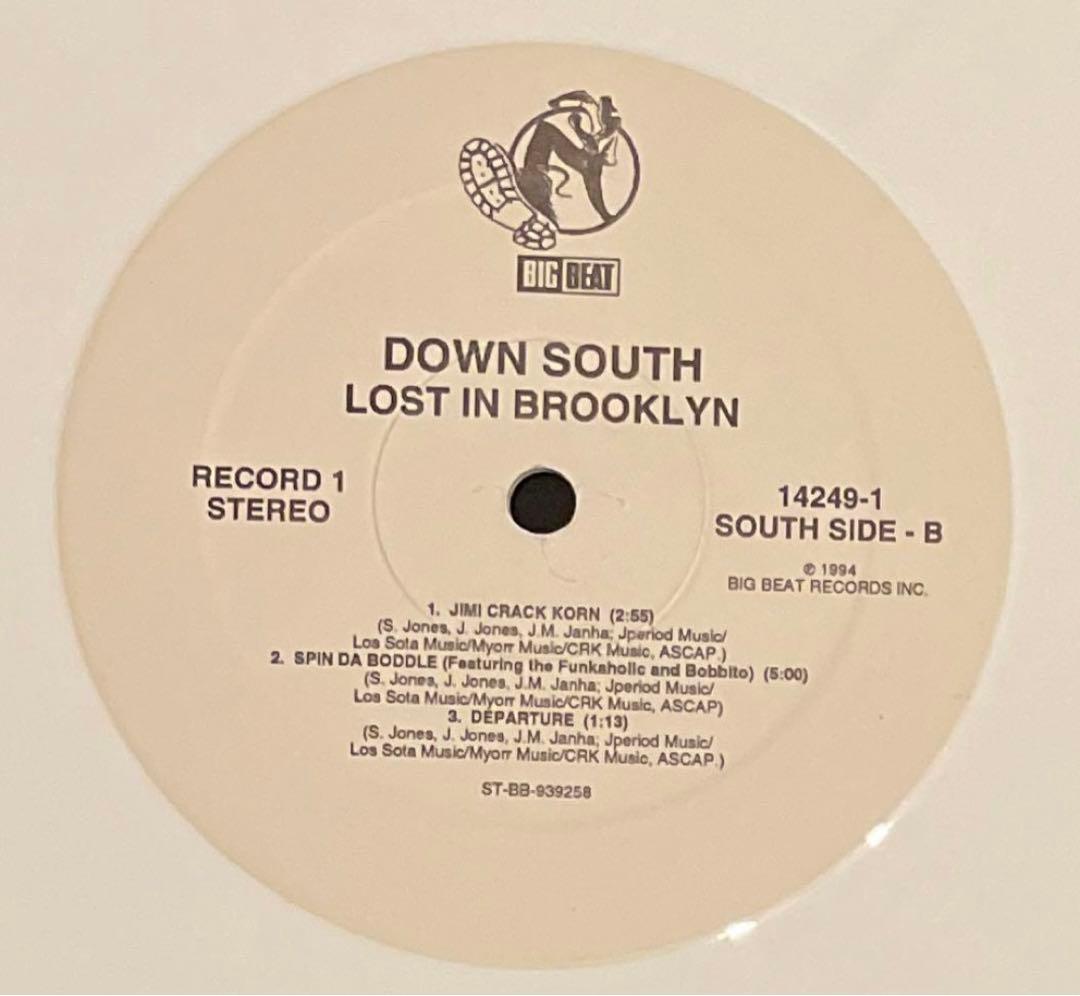 BB
BIG BEAT
DOWN SOUTH
LOST IN BROOKLYN
RECORD 1
STEREO
14249-1
SOUTH SIDE - B
℗ 1994
BIG BEAT RECORDS INC.
1. JIMI CRACK KORN (2:55)
(S. Jones, J. Jones, J.M. Janha; Jperiod Music/
Los Sota Music/Myorr Music/CRK Music, ASCAP.)
2. SPIN DA BODDLE (Featuring the Funkaholic and Bobbito) (5:00)
(S. Jones, J. Jones, J.M. Janha; Jperiod Music/
Los Sota Music/Myorr Music/CRK Music, ASCAP)
3. DEPARTURE (1:13)
(S. Jones, J. Jones, J.M. Janha; Jperiod Music/
Los Sota Music/Myorr Music/CRK Music, ASCAP.)
ST-BB-939258